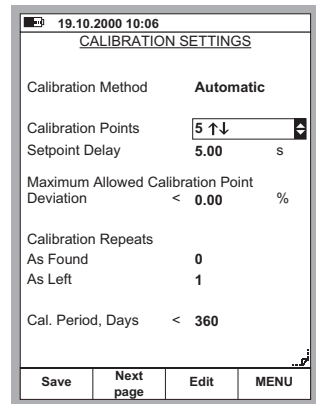 19.10.2000 10:06
CALIBRATION SETTINGS
Calibration Method Automatic
Calibration Points 5 ↑↓
Setpoint Delay 5.00 s
Maximum Allowed Calibration Point
Deviation < 0.00 %
Calibration Repeats
As Found 0
As Left 1
Cal. Period, Days < 360
Save Next page Edit MENU